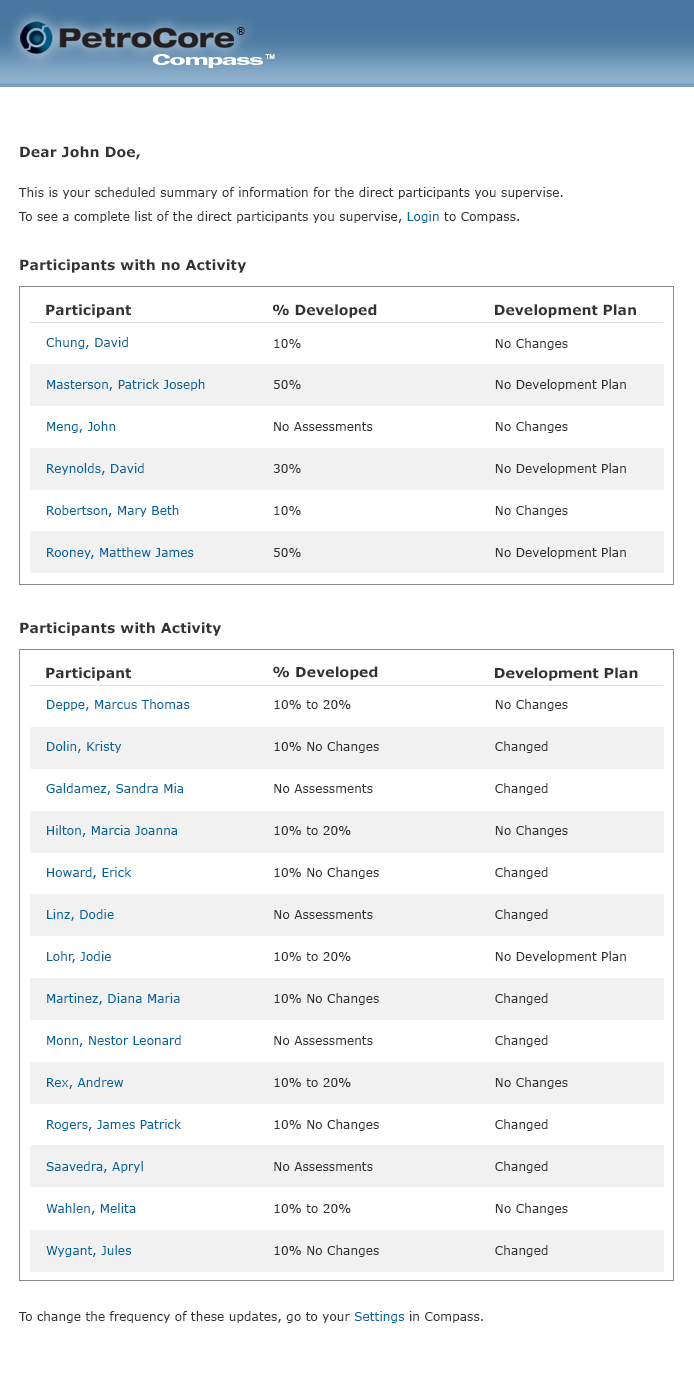 PetroCore®
Compass™
Dear John Doe,
This is your scheduled summary of information for the direct participants you supervise.
To see a complete list of the direct participants you supervise, Login to Compass.
Participants with no Activity
Participant % Developed Development Plan
Chung, David 10% No Changes
Masterson, Patrick Joseph 50% No Development Plan
Meng, John No Assessments No Changes
Reynolds, David 30% No Development Plan
Robertson, Mary Beth 10% No Changes
Rooney, Matthew James 50% No Development Plan
Participants with Activity
Participant % Developed Development Plan
Deppe, Marcus Thomas 10% to 20% No Changes
Dolin, Kristy 10% No Changes Changed
Galdamez, Sandra Mia No Assessments Changed
Hilton, Marcia Joanna 10% to 20% No Changes
Howard, Erick 10% No Changes Changed
Linz, Dodie No Assessments Changed
Lohr, Jodie 10% to 20% No Development Plan
Martinez, Diana Maria 10% No Changes Changed
Monn, Nestor Leonard No Assessments Changed
Rex, Andrew 10% to 20% No Changes
Rogers, James Patrick 10% No Changes Changed
Saavedra, Apryl No Assessments Changed
Wahlen, Melita 10% to 20% No Changes
Wygant, Jules 10% No Changes Changed
To change the frequency of these updates, go to your Settings in Compass.